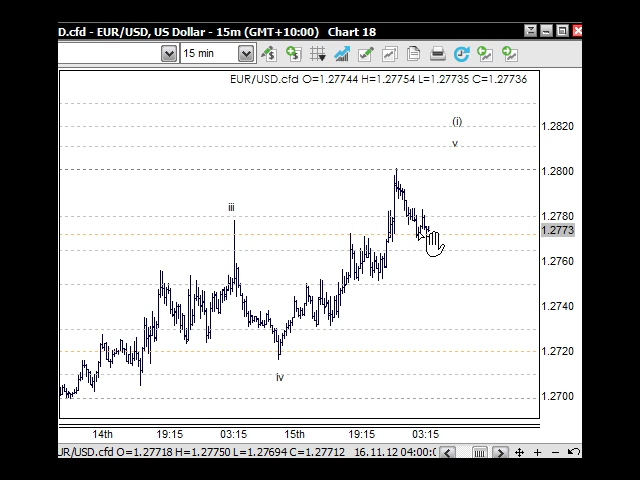 D.cfd - EUR/USD, US Dollar - 15m (GMT+10:00) Chart 18
15 min
EUR/USD.cfd O=1.27744 H=1.27754 L=1.27735 C=1.27736
(i)
1.2820
v
1.2800
iii
1.2780
1.2773
1.2760
1.2740
1.2720
iv
1.2700
14th 19:15 03:15 15th 19:15 03:15
UR/USD.cfd O=1.27718 H=1.27750 L=1.27694 C=1.27712 16.11.12 04:00:0